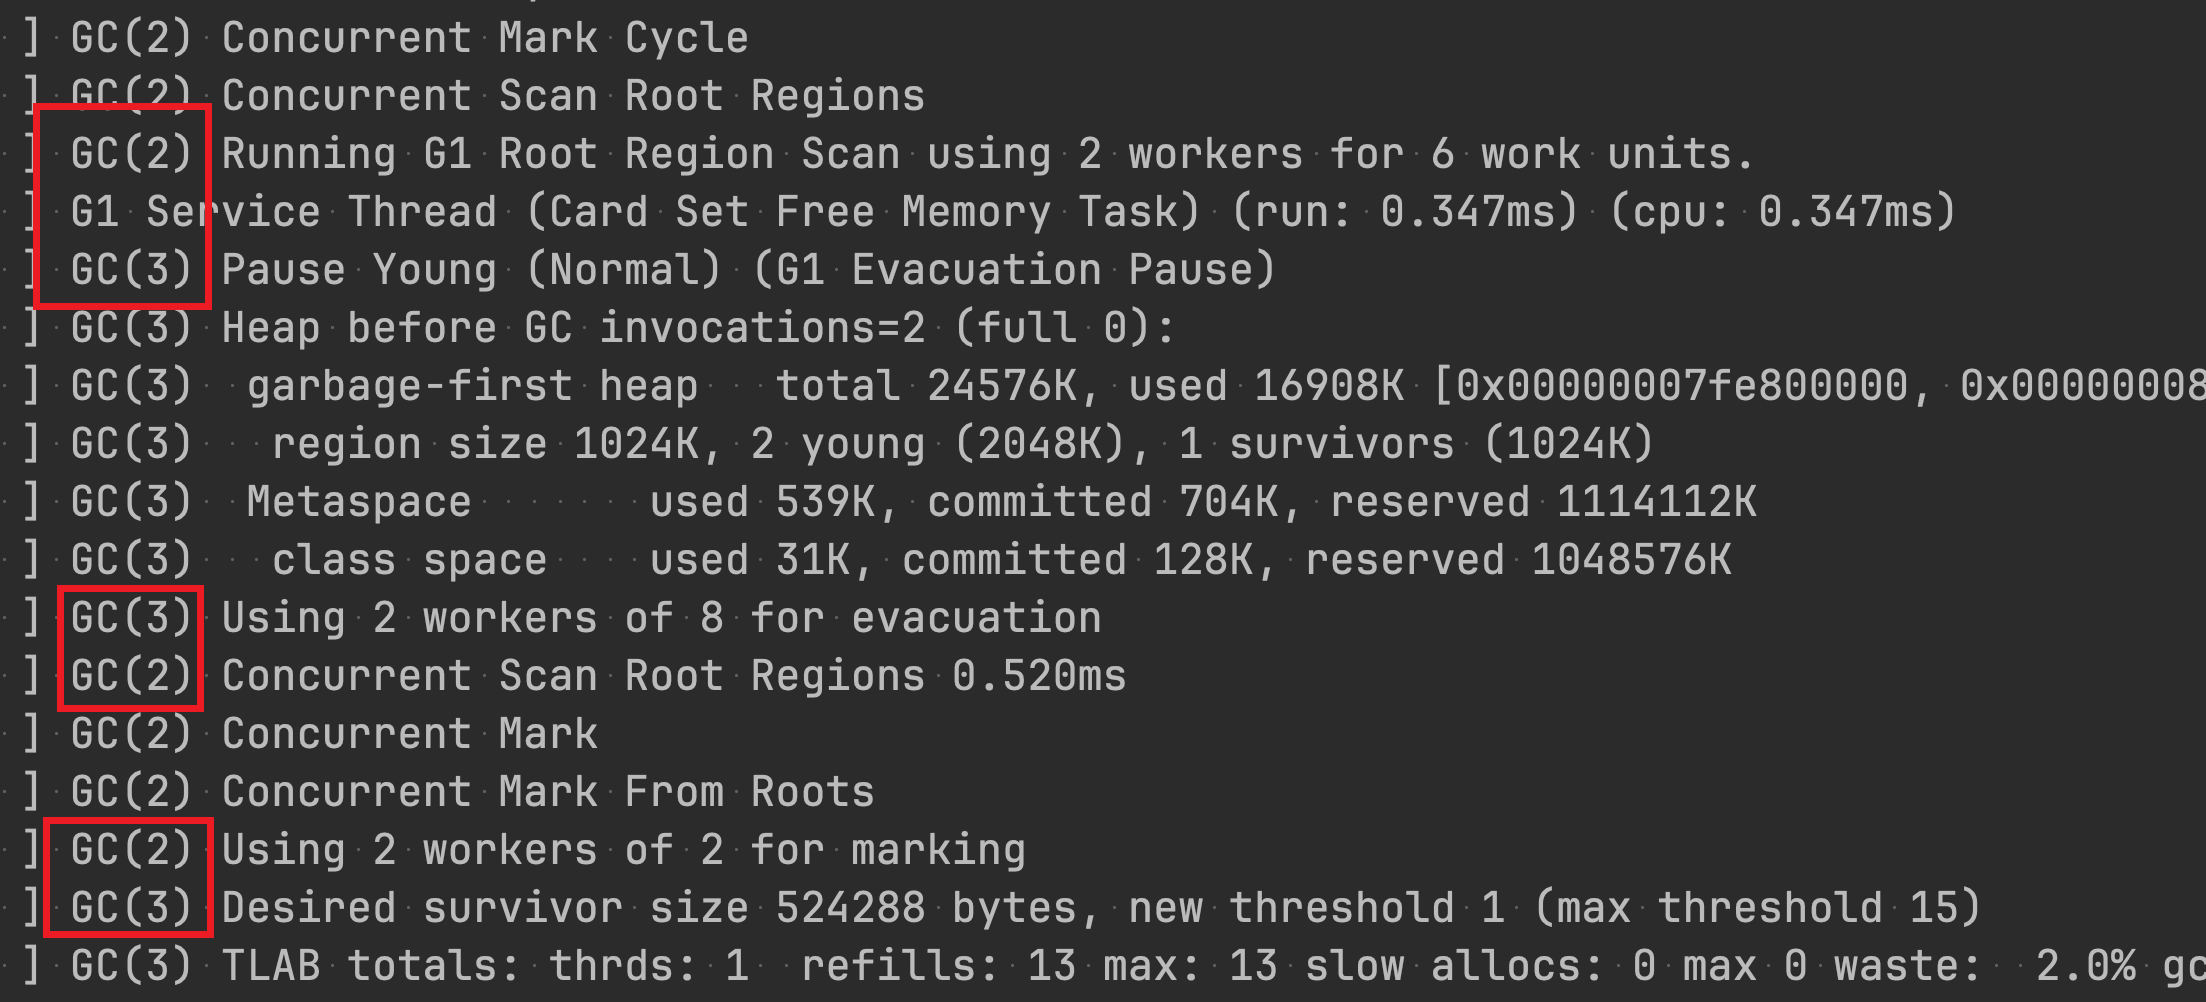 ] GC(2) Concurrent Mark Cycle
] GC(2) Concurrent Scan Root Regions
] GC(2) Running G1 Root Region Scan using 2 workers for 6 work units.
] G1 Service Thread (Card Set Free Memory Task) (run: 0.347ms) (cpu: 0.347ms)
] GC(3) Pause Young (Normal) (G1 Evacuation Pause)
] GC(3) Heap before GC invocations=2 (full 0):
] GC(3)  garbage-first heap   total 24576K, used 16908K [0x00000007fe800000, 0x00000008
] GC(3)   region size 1024K, 2 young (2048K), 1 survivors (1024K)
] GC(3)  Metaspace       used 539K, committed 704K, reserved 1114112K
] GC(3)   class space    used 31K, committed 128K, reserved 1048576K
] GC(3) Using 2 workers of 8 for evacuation
] GC(2) Concurrent Scan Root Regions 0.520ms
] GC(2) Concurrent Mark
] GC(2) Concurrent Mark From Roots
] GC(2) Using 2 workers of 2 for marking
] GC(3) Desired survivor size 524288 bytes, new threshold 1 (max threshold 15)
] GC(3) TLAB totals: thrds: 1  refills: 13 max: 13 slow allocs: 0 max 0 waste:  2.0% gc